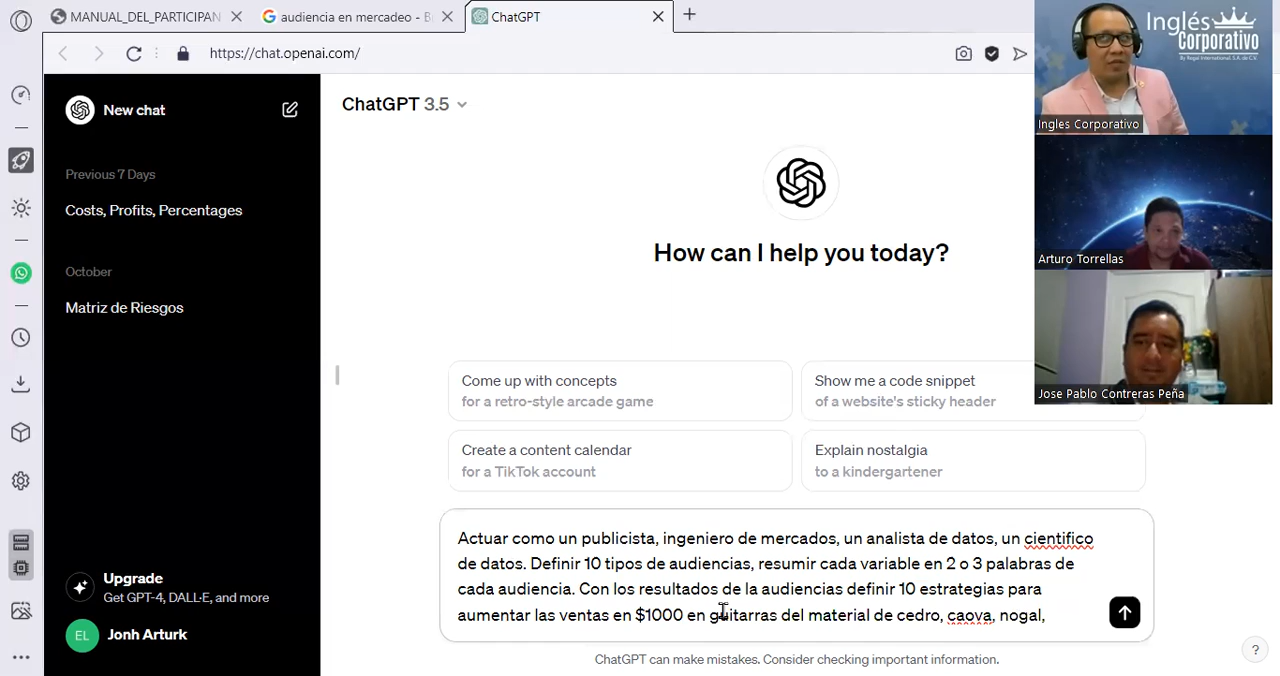 MANUAL_DEL_PARTICIPAN
audiencia en mercadeo - B
ChatGPT
https://chat.openai.com/
New chat
Previous 7 Days
Costs, Profits, Percentages
October
Matriz de Riesgos
Upgrade
Get GPT-4, DALL·E, and more
EL
Jonh Arturk
ChatGPT 3.5
How can I help you today?
Come up with concepts
for a retro-style arcade game
Show me a code snippet
of a website's sticky header
Create a content calendar
for a TikTok account
Explain nostalgia
to a kindergartener
Actuar como un publicista, ingeniero de mercados, un analista de datos, un cientifico
de datos. Definir 10 tipos de audiencias, resumir cada variable en 2 o 3 palabras de
cada audiencia. Con los resultados de la audiencias definir 10 estrategias para
aumentar las ventas en $1000 en guitarras del material de cedro, caova, nogal,
ChatGPT can make mistakes. Consider checking important information.
?
Inglés
Corporativo
By Regal International, S.A. de C.V.
Ingles Corporativo
Arturo Torrellas
Jose Pablo Contreras Peña